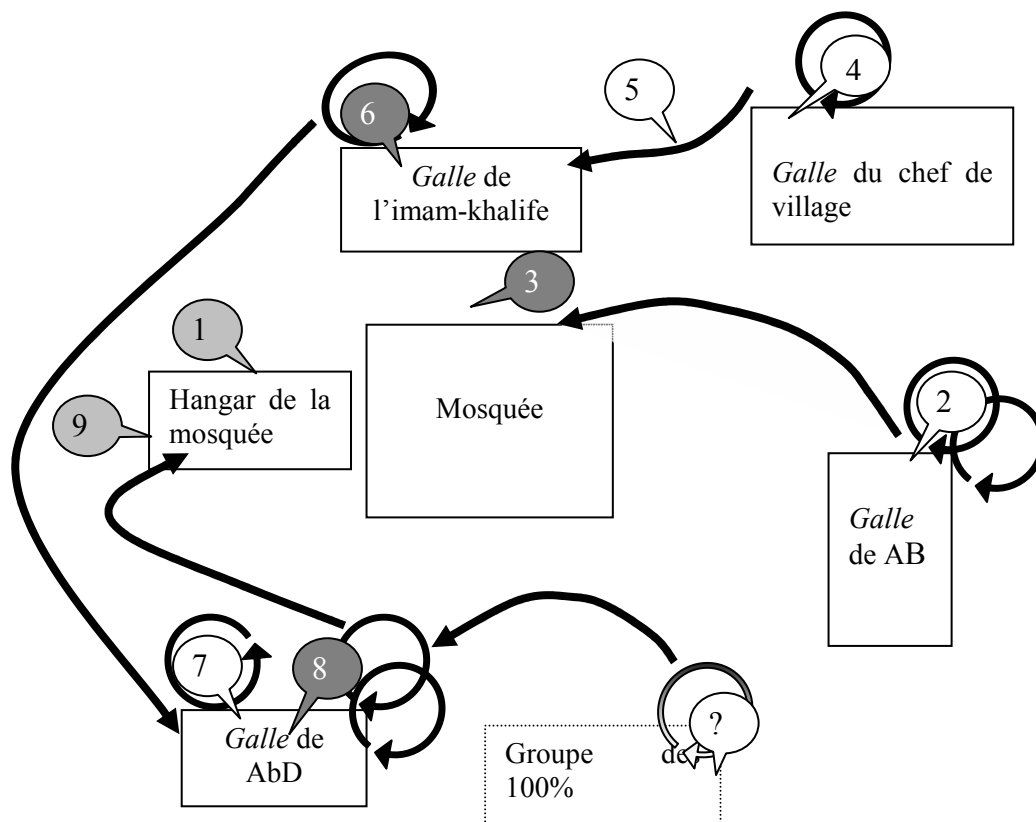 4
5
6
Galle du chef de
village
Galle de
l'imam-khalife
3
1
2
Hangar de la
mosquée
Mosquée
9
Galle
de AB
7
8
?
Galle de
AbD
Groupe de
100%